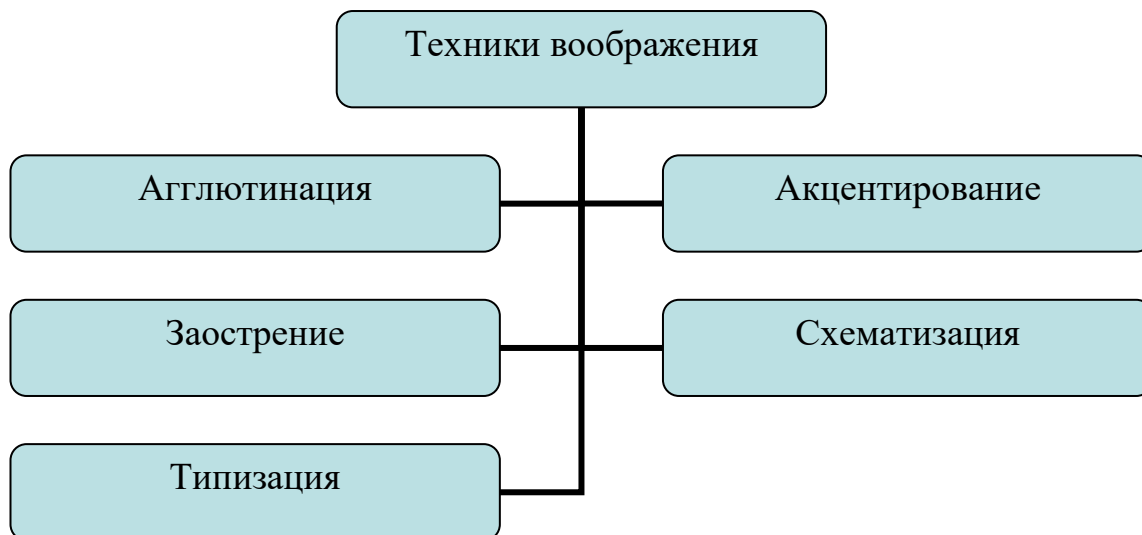 Техники воображения
Агглютинация
Акцентирование
Заострение
Схематизация
Типизация